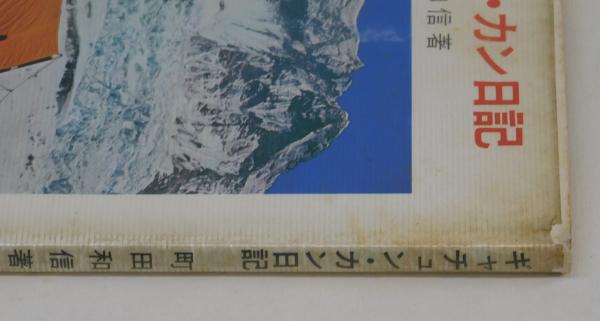 ・カン日記
和信著
ギャチュン・カン日記 町田和信著